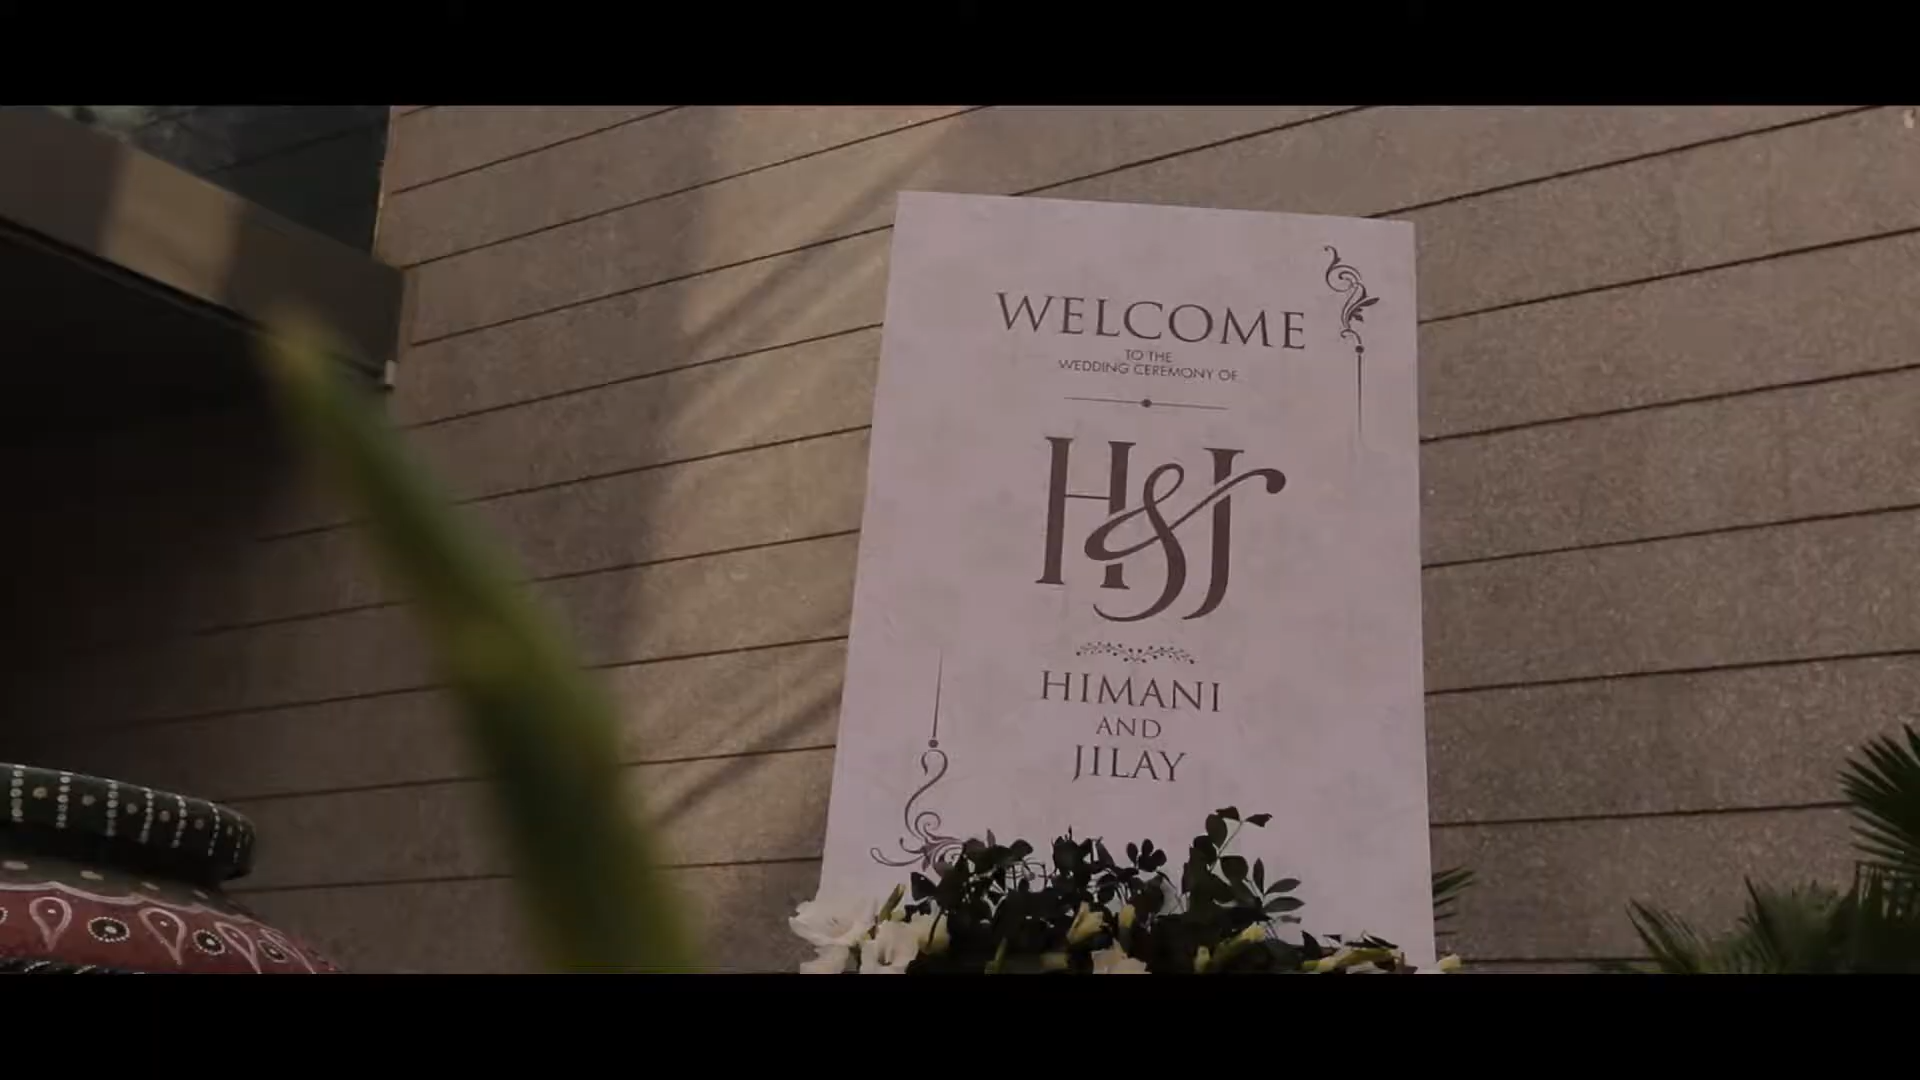 WELCOME
TO THE
WEDDING CEREMONY OF
H&J
HIMANI
AND
JILAY